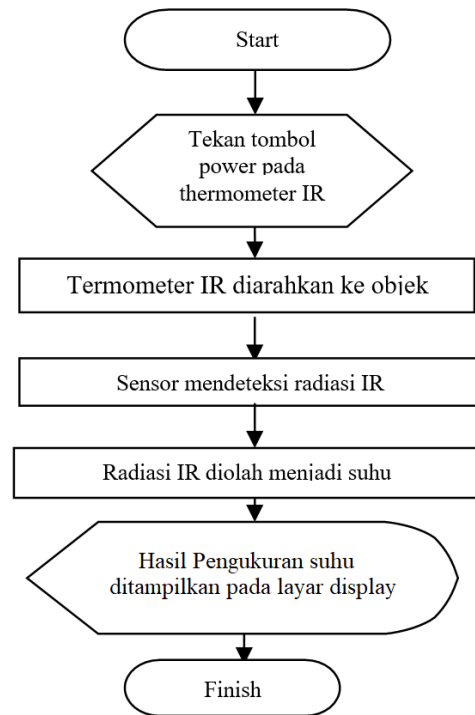 Start
Tekan tombol
power pada
thermometer IR
Termometer IR diarahkan ke objek
Sensor mendeteksi radiasi IR
Radiasi IR diolah menjadi suhu
Hasil Pengukuran suhu
ditampilkan pada layar display
Finish